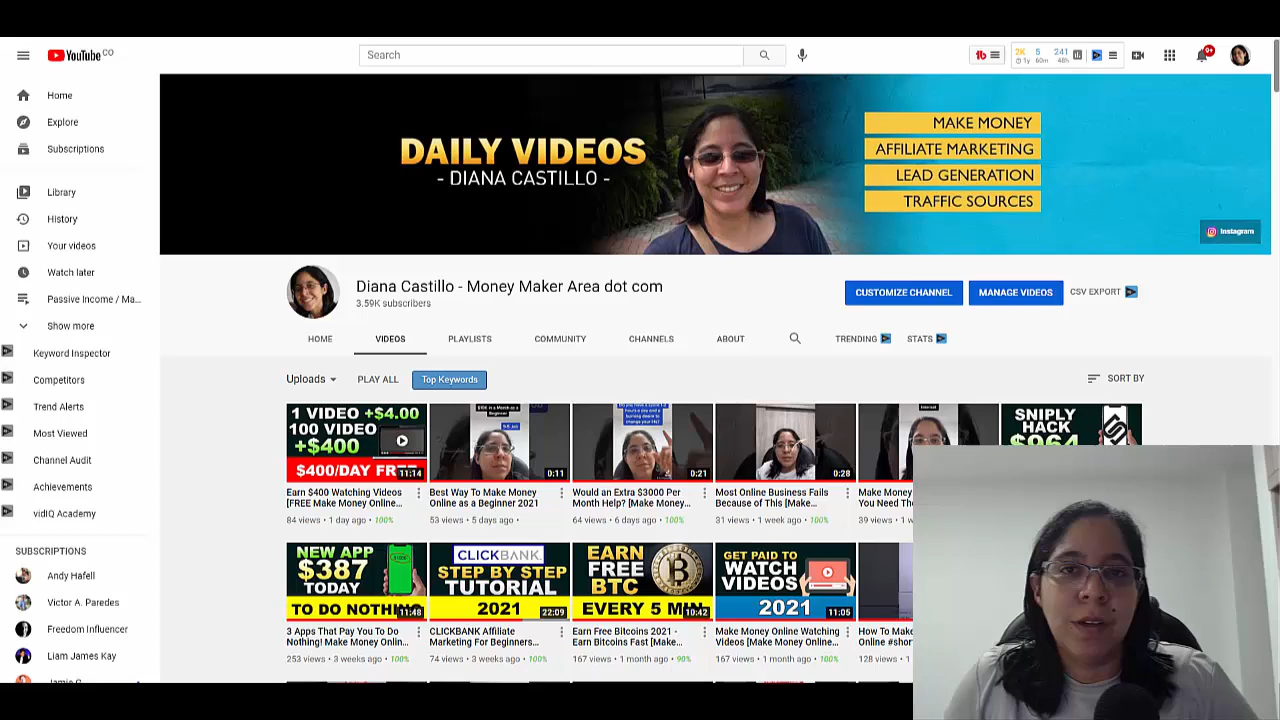 YouTube CO
Search
2K 5 241
1y 60m 48h
9+
Home
Explore
Subscriptions
Library
History
Your videos
Watch later
Passive Income / Ma...
Show more
Keyword Inspector
Competitors
Trend Alerts
Most Viewed
Channel Audit
Achievements
vidIQ Academy
SUBSCRIPTIONS
Andy Hafell
Victor A. Paredes
Freedom Influencer
Liam James Kay
Jamie G
DAILY VIDEOS
- DIANA CASTILLO -
MAKE MONEY
AFFILIATE MARKETING
LEAD GENERATION
TRAFFIC SOURCES
Instagram
Diana Castillo - Money Maker Area dot com
3.59K subscribers
CUSTOMIZE CHANNEL
MANAGE VIDEOS
CSV EXPORT
HOME
VIDEOS
PLAYLISTS
COMMUNITY
CHANNELS
ABOUT
TRENDING
STATS
Uploads
PLAY ALL
Top Keywords
SORT BY
1 VIDEO +$4.00
100 VIDEO
+$400
$400/DAY FREE
11:14
Earn $400 Watching Videos
[FREE Make Money Online...
84 views • 1 day ago • 100%
0:11
Best Way To Make Money
Online as a Beginner 2021
53 views • 5 days ago •
0:21
Would an Extra $3000 Per
Month Help? [Make Money...
64 views • 6 days ago • 100%
0:28
Most Online Business Fails
Because of This [Make...
31 views • 1 week ago • 100%
Make Money
You Need Th
39 views • 1 w
SNIPLY
HACK
$964
NEW APP
$387
TODAY
TO DO NOTHI
11:48
3 Apps That Pay You To Do
Nothing! Make Money Onlin...
253 views • 3 weeks ago • 100%
CLICKBANK
STEP BY STEP
TUTORIAL
2021
22:09
CLICKBANK Affiliate
Marketing For Beginners...
74 views • 3 weeks ago • 100%
EARN
FREE
BTC
EVERY 5 MIN
10:42
Earn Free Bitcoins 2021 -
Earn Bitcoins Fast [Make...
167 views • 1 month ago • 90%
GET PAID TO
WATCH
VIDEOS
2021
11:05
Make Money Online Watching
Videos [Make Money Online...
167 views • 1 month ago • 100%
How To Make
Online #shor
128 views • 1